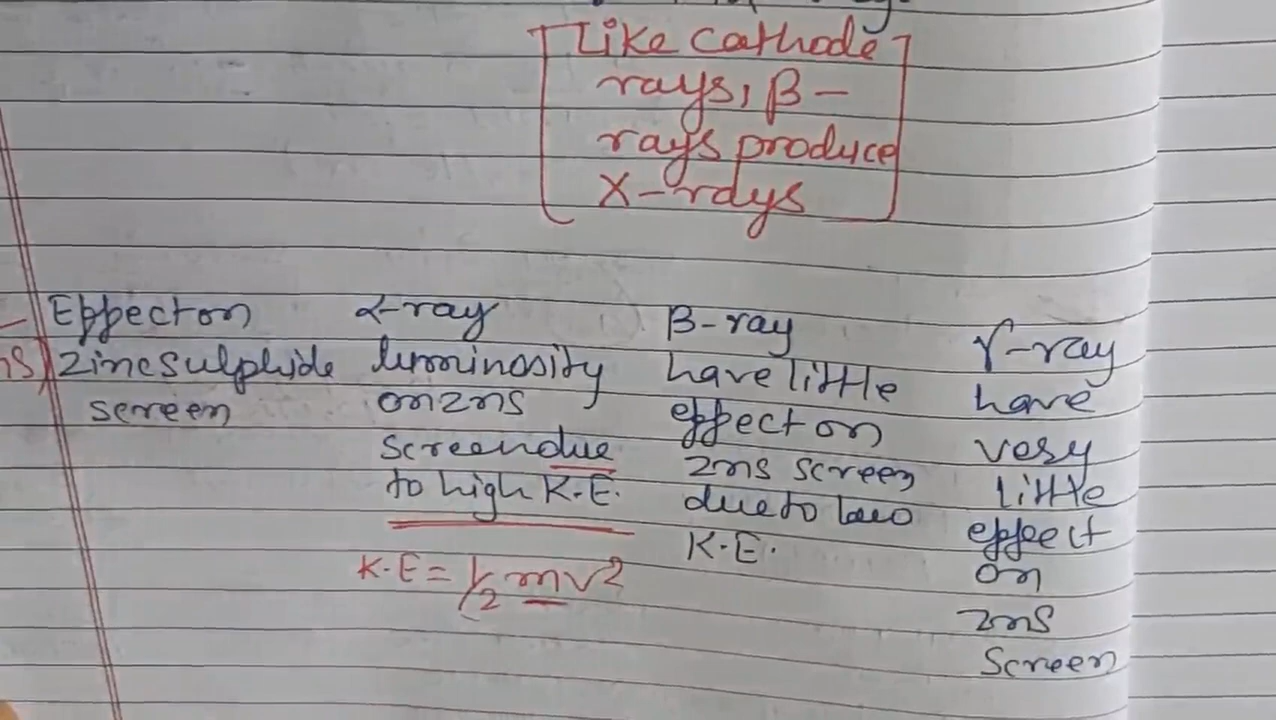 Like cathode
rays, β-
rays produce
X-rays
Effect on
Zinc sulphide
screen
α-ray
luminosity
on ZnS
Screen due
to high K.E.
K.E = 1/2 mv2
β-ray
have little
effect on
ZnS screen
due to low
K.E.
γ-ray
have
very
little
effect
on
ZnS
Screen